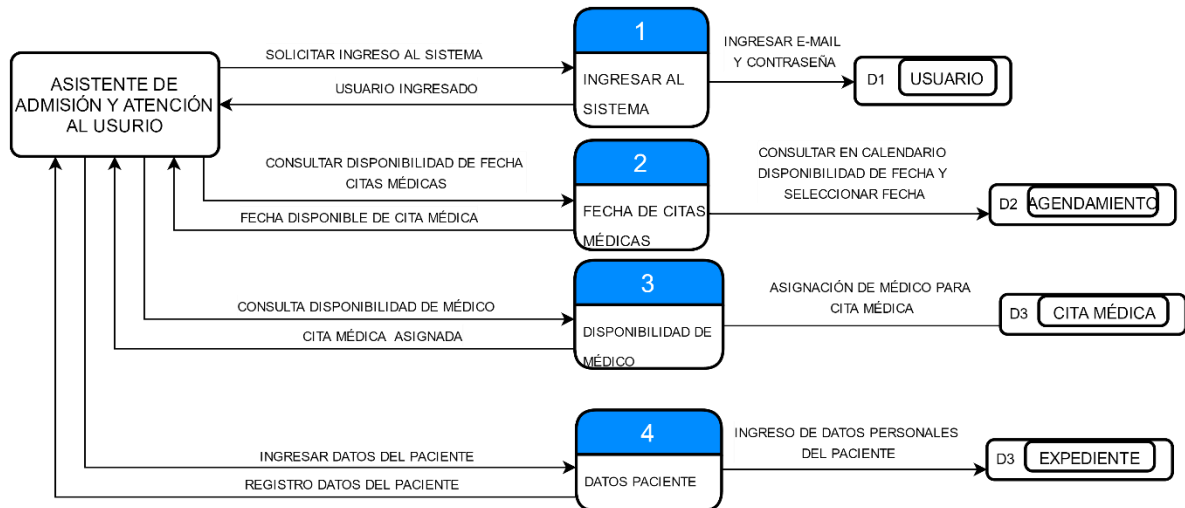 1
SOLICITAR INGRESO AL SISTEMA
INGRESAR E-MAIL
Y CONTRASEÑA
ASISTENTE DE
ADMISIÓN Y ATENCIÓN
AL USURIO
INGRESAR AL
SISTEMA
D1 USUARIO
USUARIO INGRESADO
2
CONSULTAR DISPONIBILIDAD DE FECHA
CITAS MÉDICAS
CONSULTAR EN CALENDARIO
DISPONIBILIDAD DE FECHA Y
SELECCIONAR FECHA
FECHA DISPONIBLE DE CITA MÉDICA
FECHA DE CITAS
MÉDICAS
D2 AGENDAMIENTO
3
CONSULTA DISPONIBILIDAD DE MÉDICO
ASIGNACIÓN DE MÉDICO PARA
CITA MÉDICA
CITA MÉDICA ASIGNADA
DISPONIBILIDAD DE
MÉDICO
D3 CITA MÉDICA
4
INGRESAR DATOS DEL PACIENTE
INGRESO DE DATOS PERSONALES
DEL PACIENTE
REGISTRO DATOS DEL PACIENTE
DATOS PACIENTE
D3 EXPEDIENTE